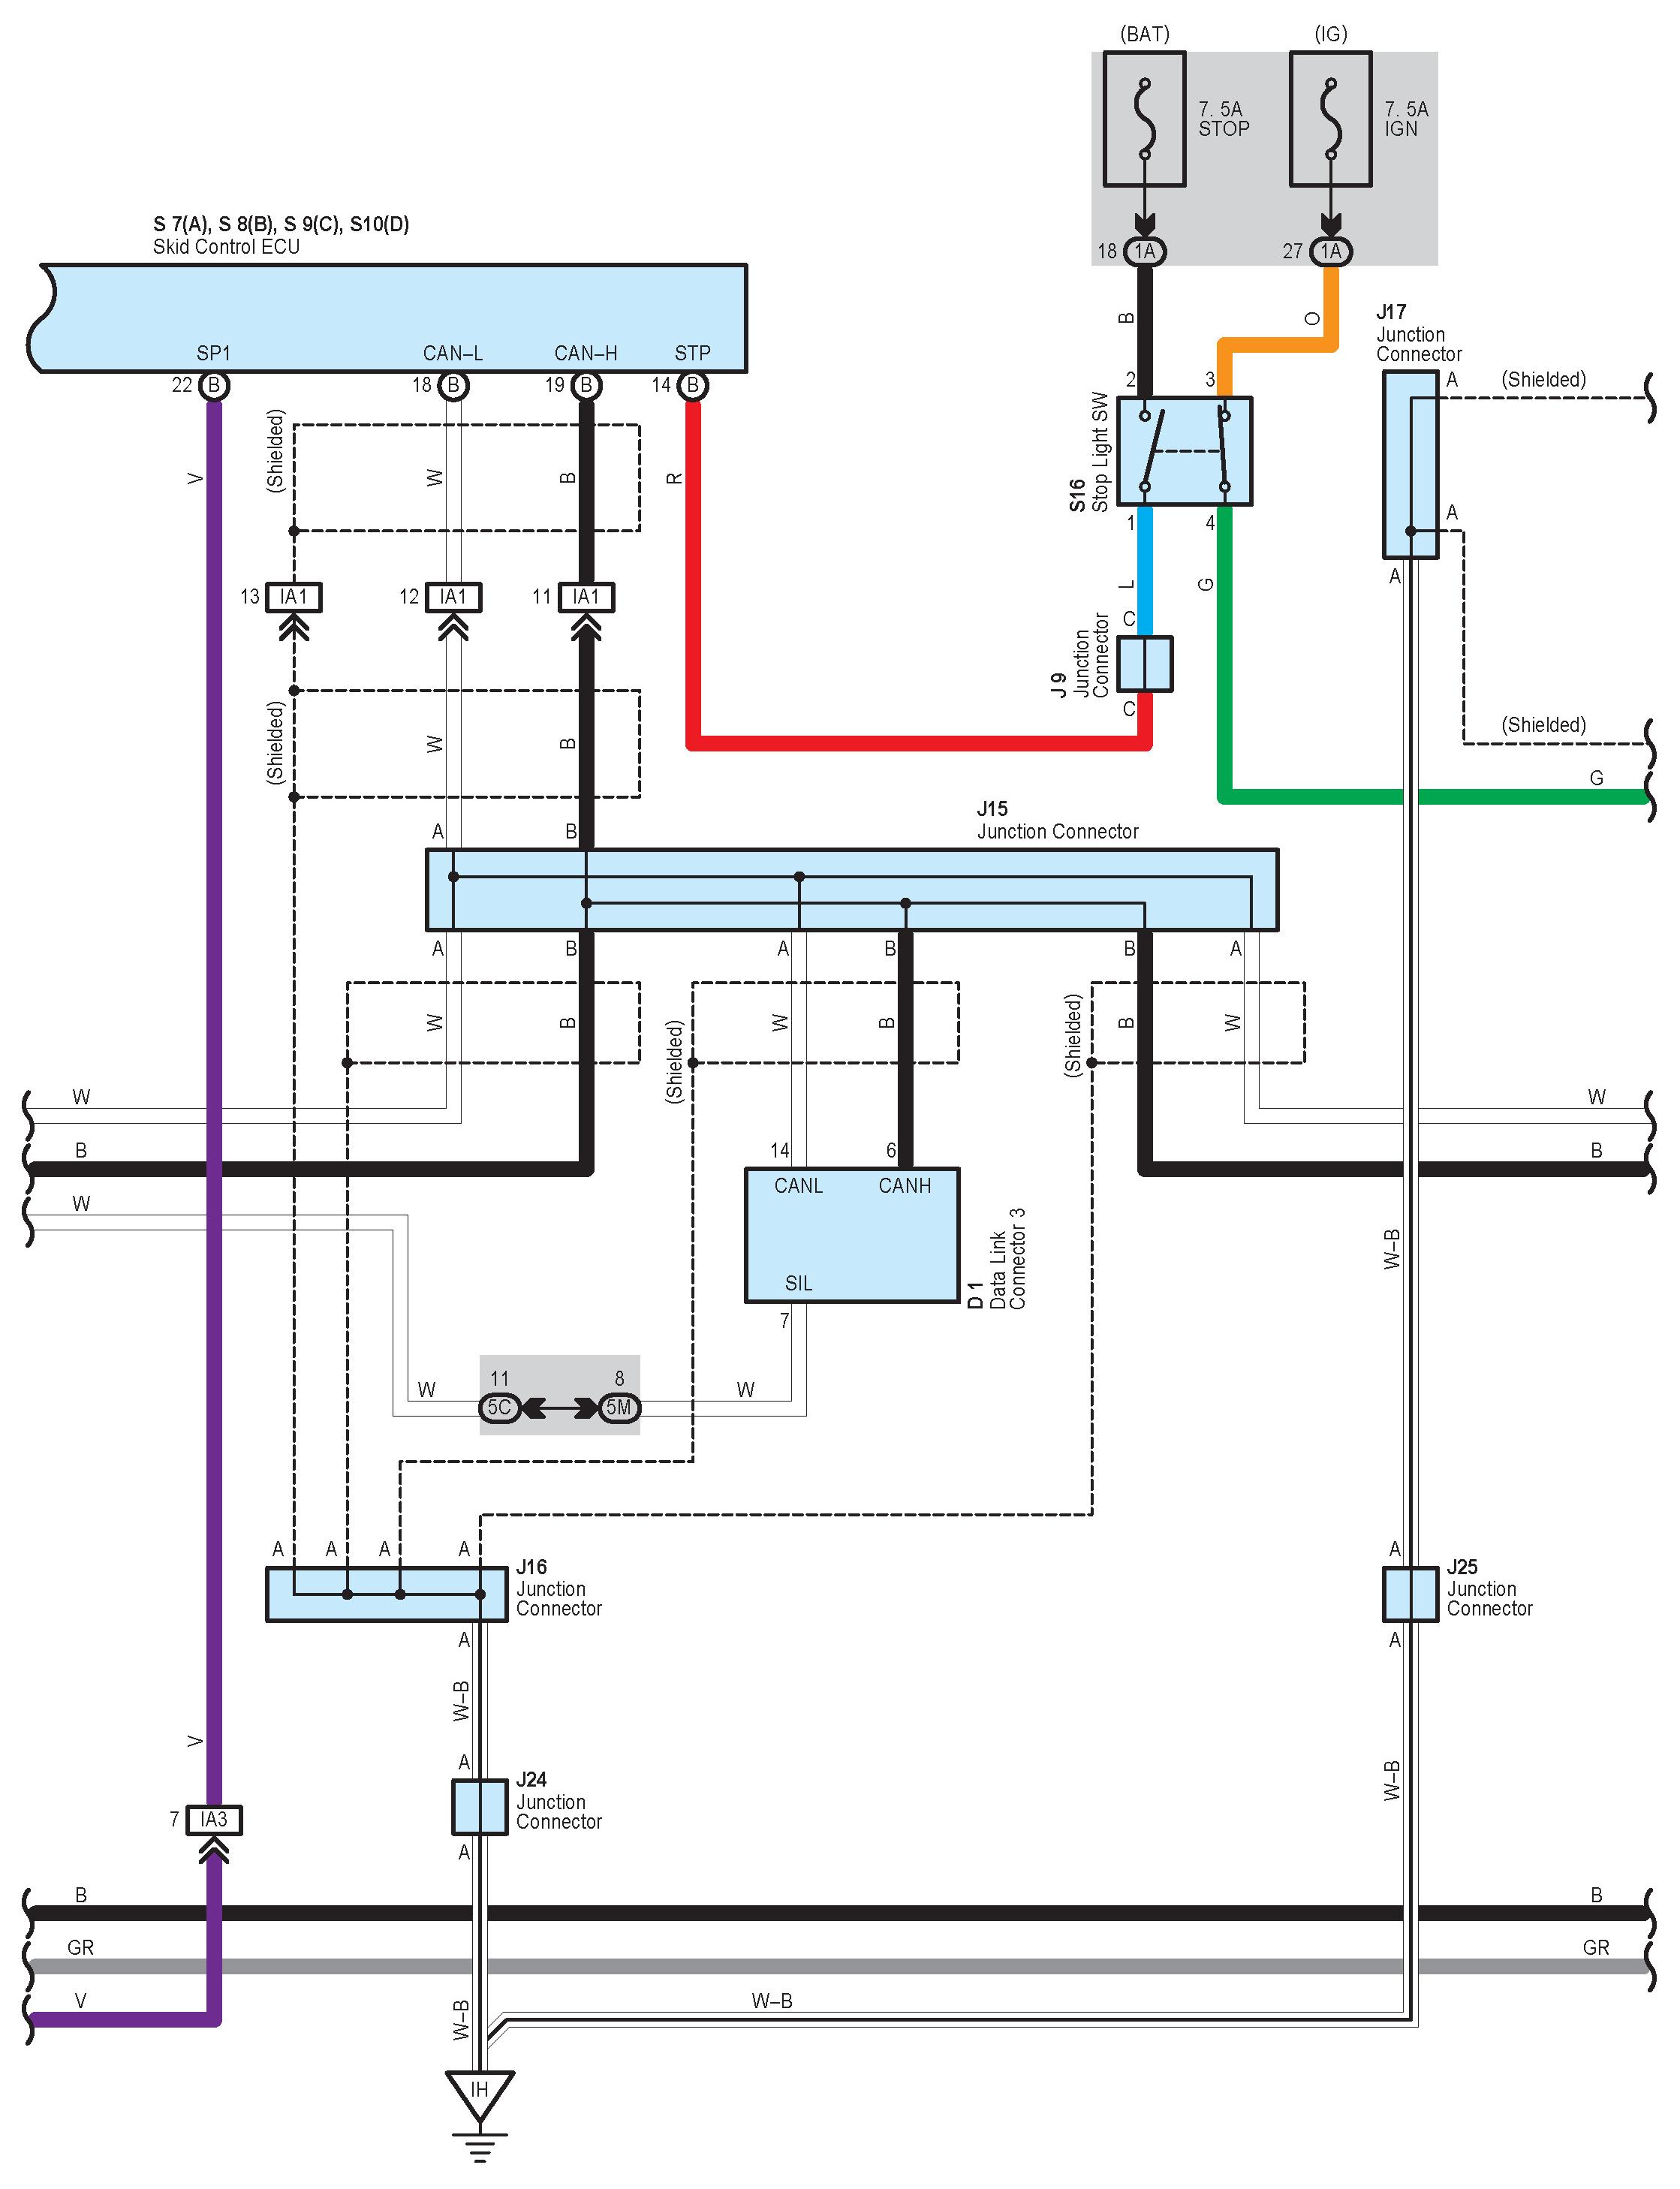 (BAT)
(IG)
7. 5A
STOP
7. 5A
IGN
18
1A
27
1A
S 7(A), S 8(B), S 9(C), S10(D)
Skid Control ECU
SP1
CAN–L
CAN–H
STP
22
B
18
B
19
B
14
B
B
O
J17
Junction
Connector
A
(Shielded)
2
3
S16
Stop Light SW
1
4
V
(Shielded)
W
B
R
A
A
L
G
13
IA1
12
IA1
11
IA1
C
J 9
Junction
Connector
C
(Shielded)
W
B
(Shielded)
G
J15
Junction Connector
A
B
A
B
A
B
B
A
W
B
(Shielded)
W
B
(Shielded)
B
W
W
W
B
B
W
14
6
CANL
CANH
SIL
D 1
Data Link
Connector 3
7
W–B
11
5C
8
5M
W
W
A
A
A
A
J16
Junction
Connector
A
A
J25
Junction
Connector
A
W–B
V
W–B
A
J24
Junction
Connector
A
7
IA3
B
B
GR
GR
V
W–B
W–B
IH